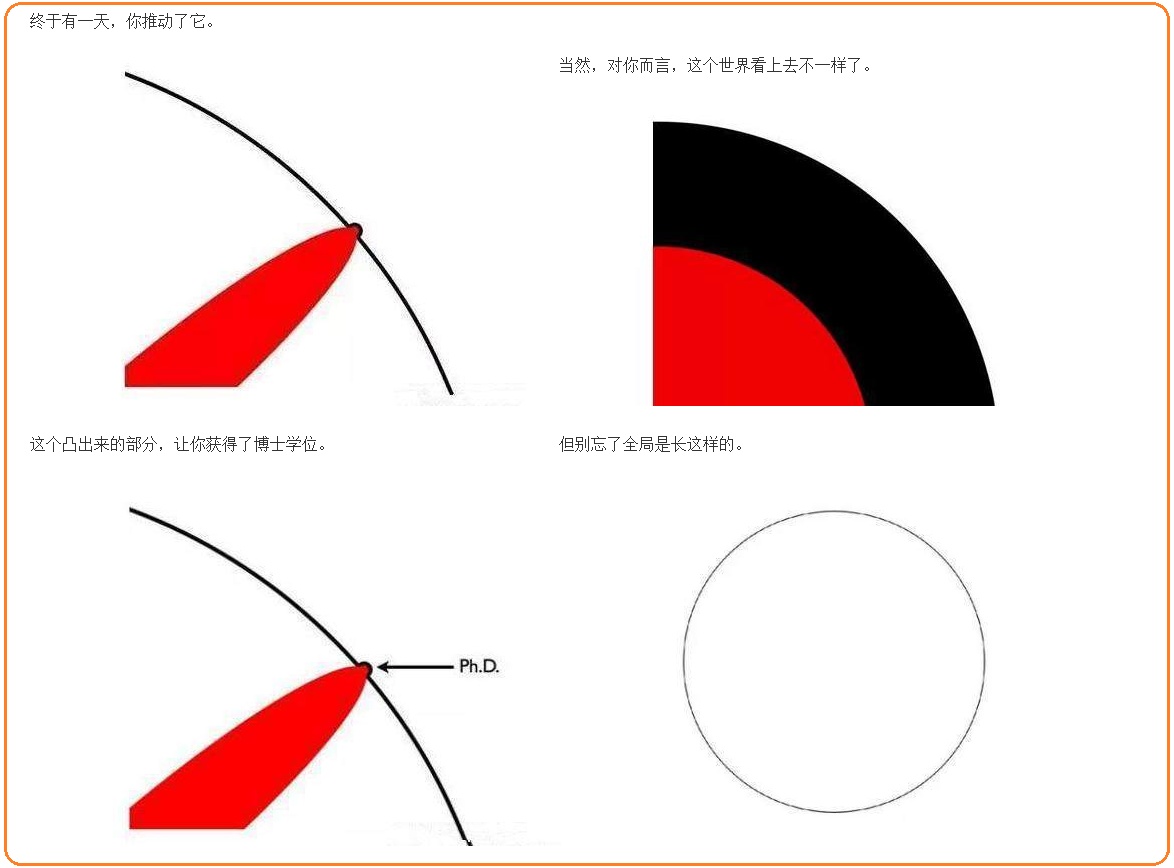 终于有一天，你推动了它。
当然，对你而言，这个世界看上去不一样了。
这个凸出来的部分，让你获得了博士学位。
但别忘了全局是长这样的。
Ph.D.